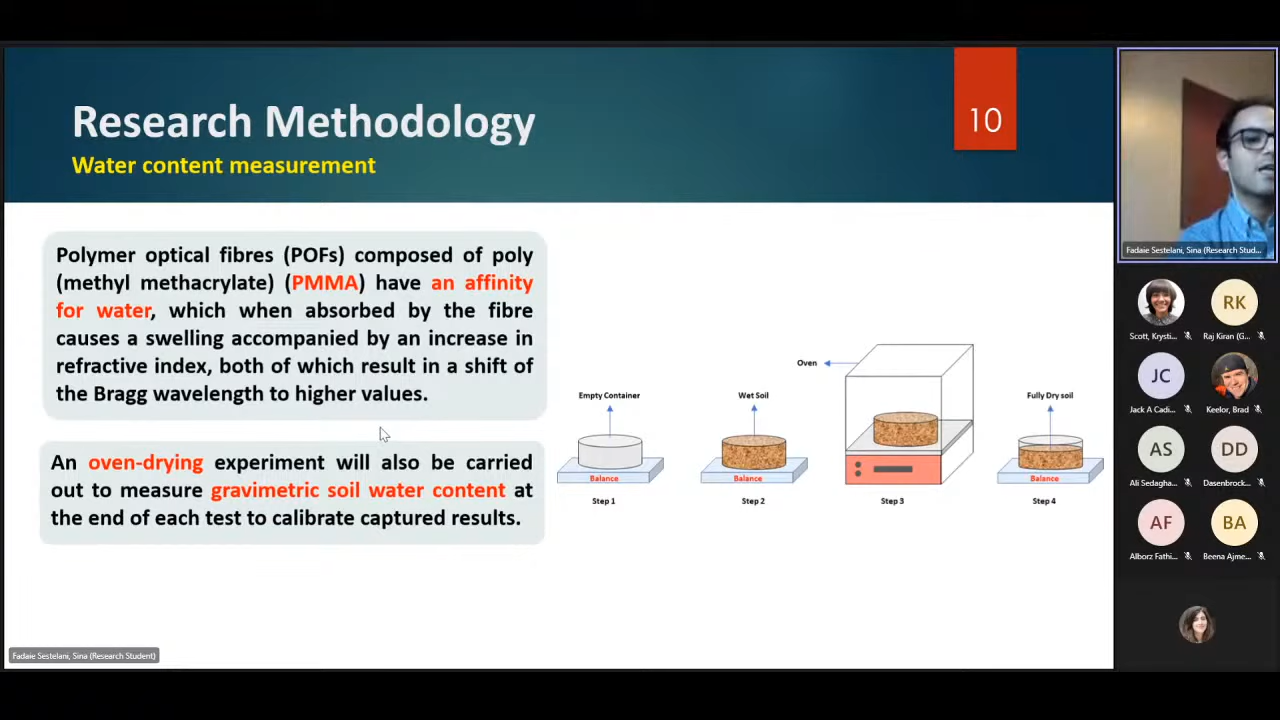 Research Methodology
Water content measurement
10
Polymer optical fibres (POFs) composed of poly
(methyl methacrylate) (PMMA) have an affinity
for water, which when absorbed by the fibre
causes a swelling accompanied by an increase in
refractive index, both of which result in a shift of
the Bragg wavelength to higher values.
An oven-drying experiment will also be carried
out to measure gravimetric soil water content at
the end of each test to calibrate captured results.
Oven
Empty Container
Wet Soil
Fully Dry soil
Balance
Balance
Balance
Step 1
Step 2
Step 3
Step 4
Fadaie Sestelani, Sina (Research Student)
Fadaie Sestelani, Sina (Research Stud...
RK
Scott, Krysti...
Raj Kiran (G...
JC
Jack A Cadi...
Keelor, Brad
AS
DD
Ali Sedagha...
Dasenbrock...
AF
BA
Alborz Fathi...
Beena Ajme...